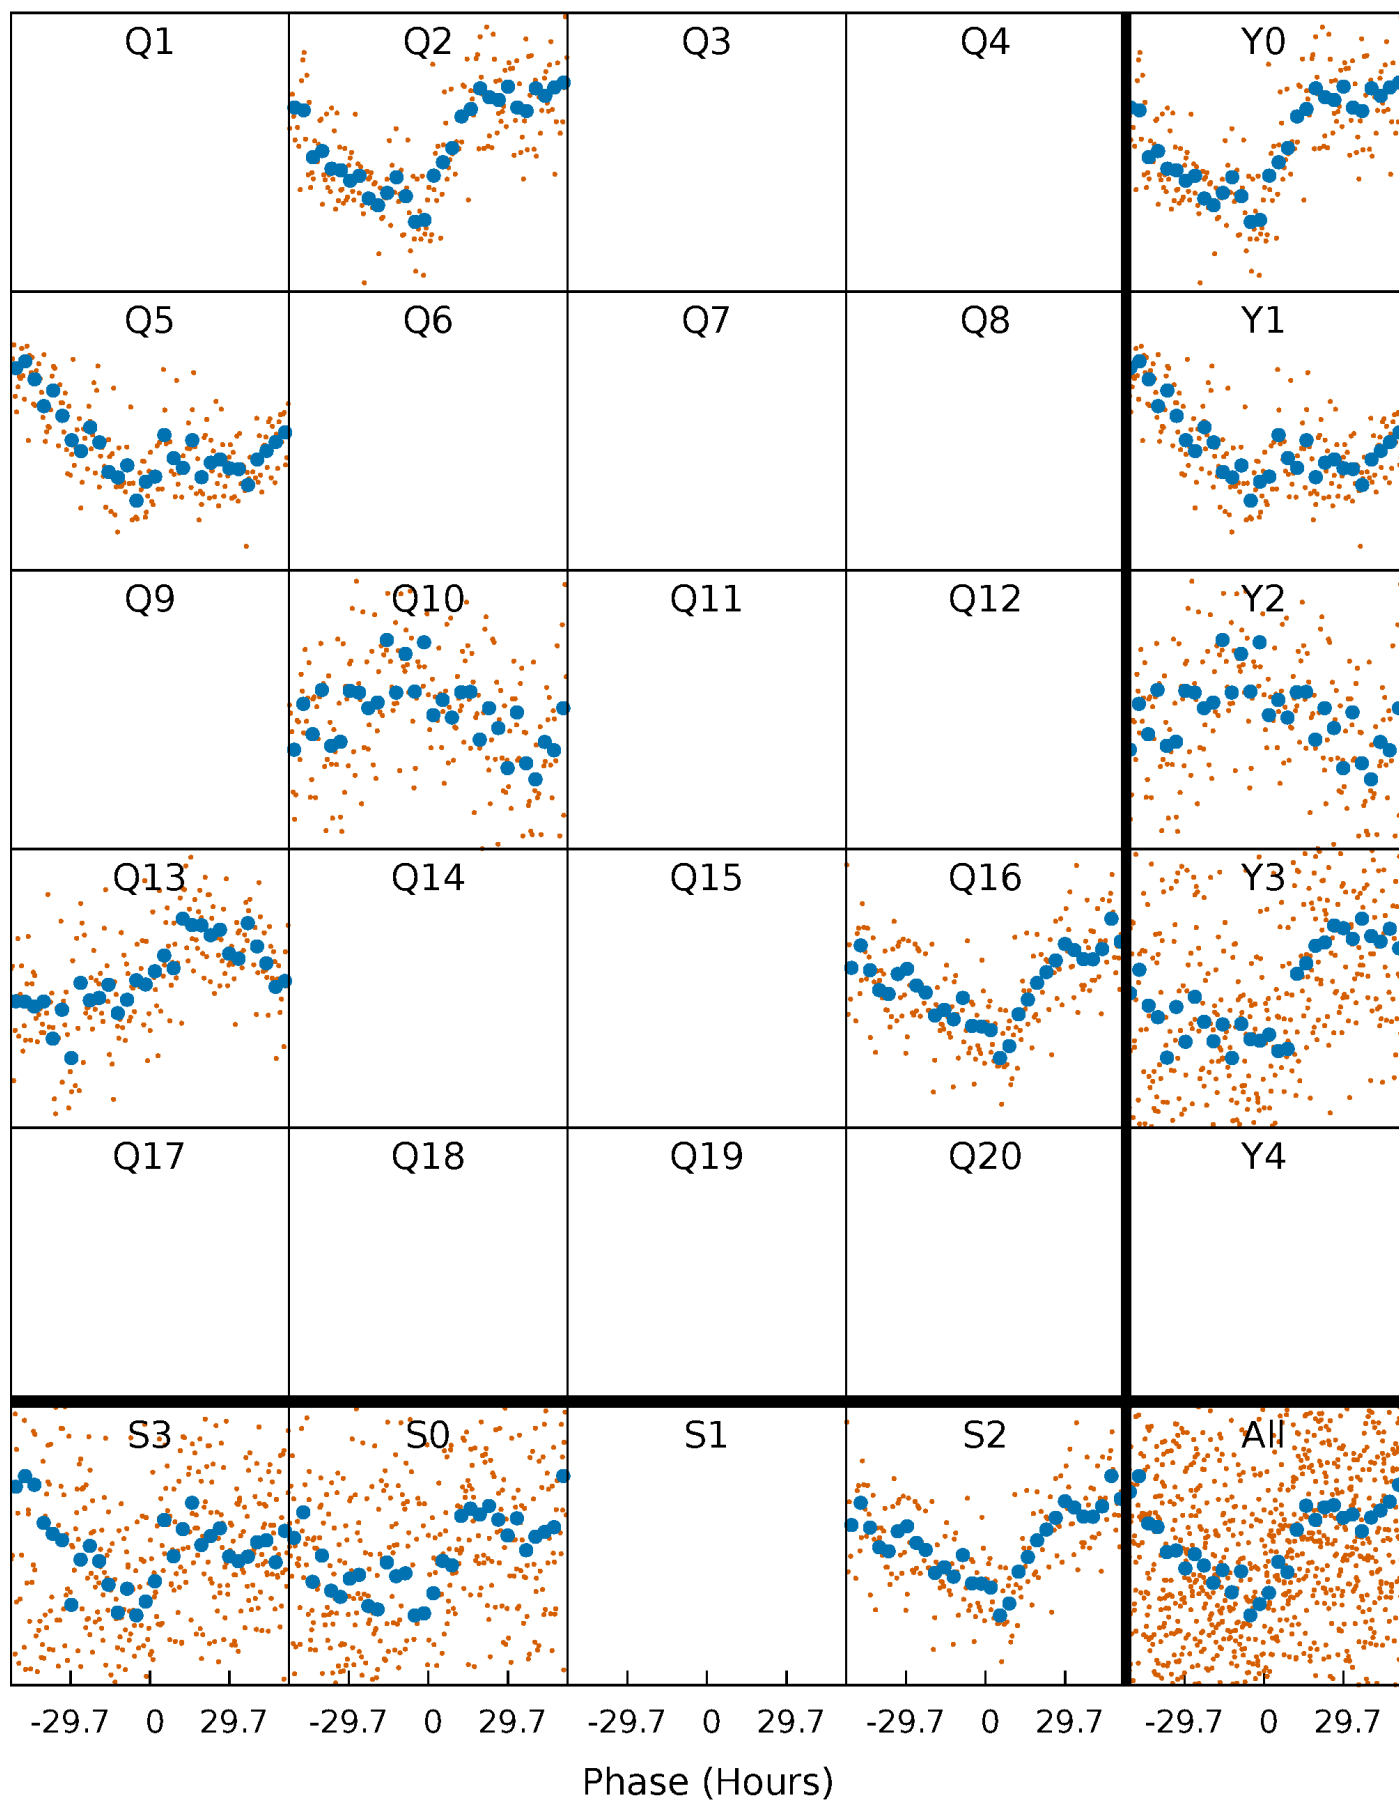 Q1 Q2 Q3 Q4 Y0
Q5 Q6 Q7 Q8 Y1
Q9 Q10 Q11 Q12 Y2
Q13 Q14 Q15 Q16 Y3
Q17 Q18 Q19 Q20 Y4
S3 S0 S1 S2 All
-29.7 0 29.7 -29.7 0 29.7 -29.7 0 29.7 -29.7 0 29.7 -29.7 0 29.7
Phase (Hours)